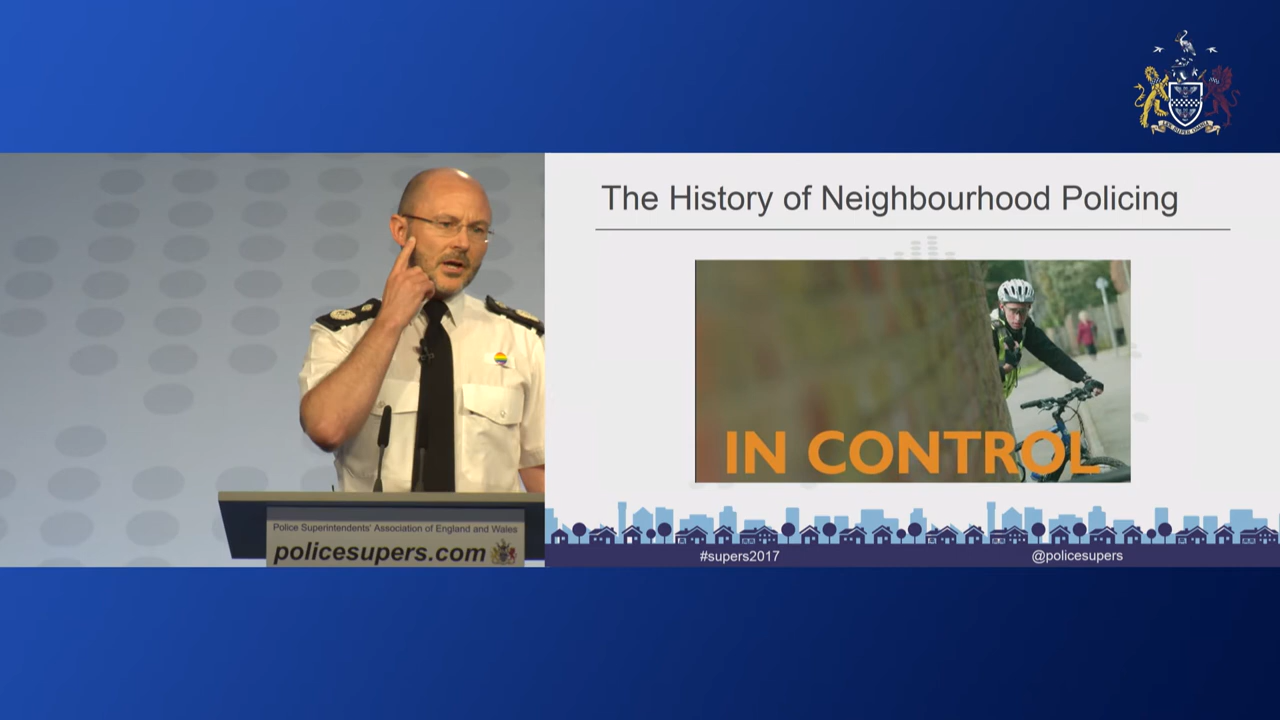 The History of Neighbourhood Policing
IN CONTROL
Police Superintendents' Association of England and Wales
policesupers.com
#supers2017
@policesupers